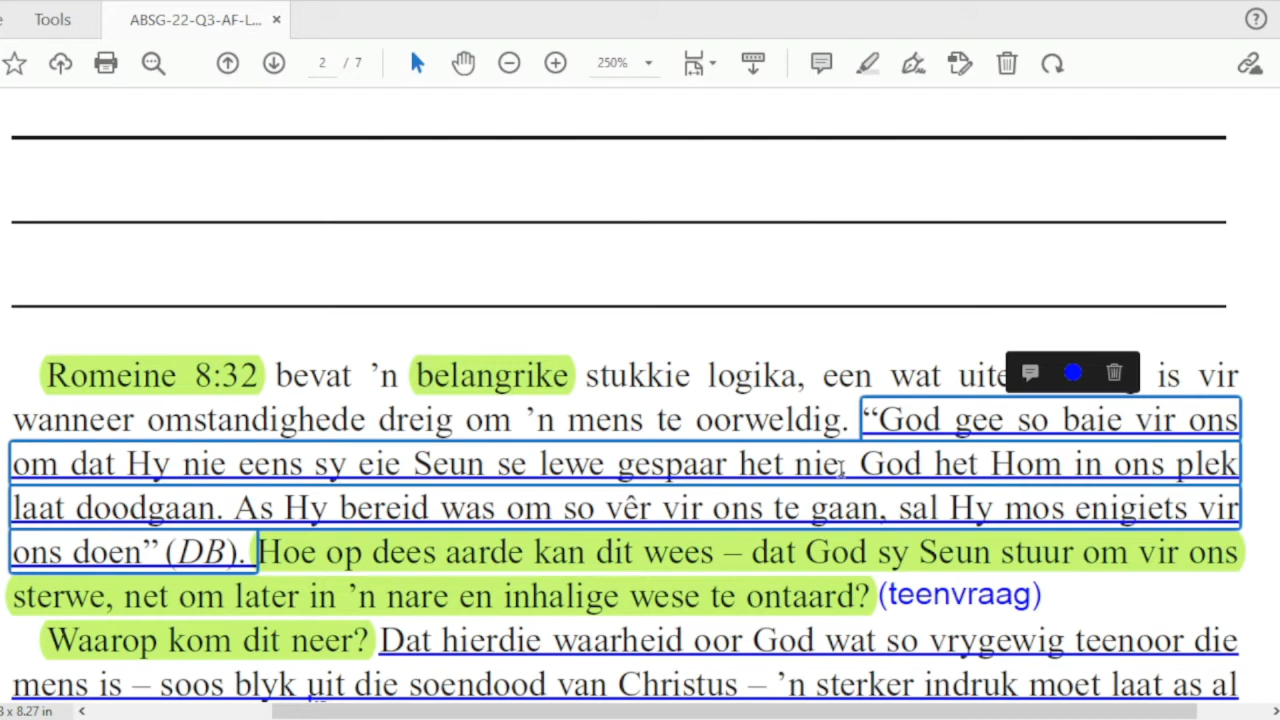 Tools
ABSG-22-Q3-AF-L... ×
2 / 7
250%
Romeine 8:32 bevat ’n belangrike stukkie logika, een wat is vir
wanneer omstandighede dreig om ’n mens te oorweldig. “God gee so baie vir ons
om dat Hy nie eens sy eie Seun se lewe gespaar het nie. God het Hom in ons plek
laat doodgaan. As Hy bereid was om so vêr vir ons te gaan, sal Hy mos enigiets vir
ons doen” (DB). Hoe op dees aarde kan dit wees – dat God sy Seun stuur om vir ons
sterwe, net om later in ’n nare en inhalige wese te ontaard? (teenvraag)
Waarop kom dit neer? Dat hierdie waarheid oor God wat so vrygewig teenoor die
mens is – soos blyk uit die soendood van Christus – ’n sterker indruk moet laat as al
x 8.27 in